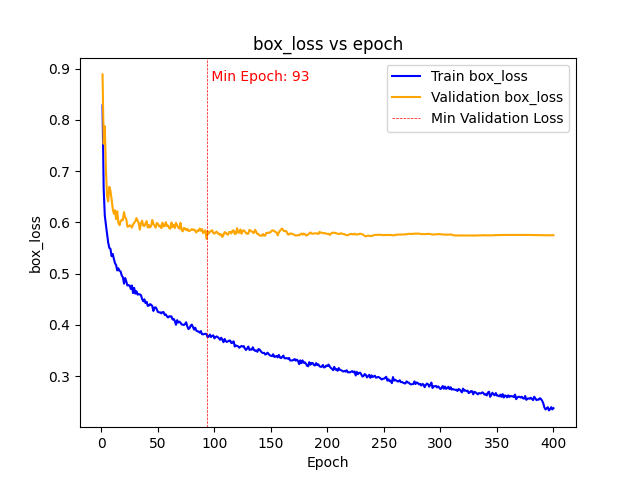 box_loss vs epoch
Min Epoch: 93
Train box_loss
Validation box_loss
Min Validation Loss
box_loss
0.9
0.8
0.7
0.6
0.5
0.4
0.3
0
50
100
150
200
250
300
350
400
Epoch